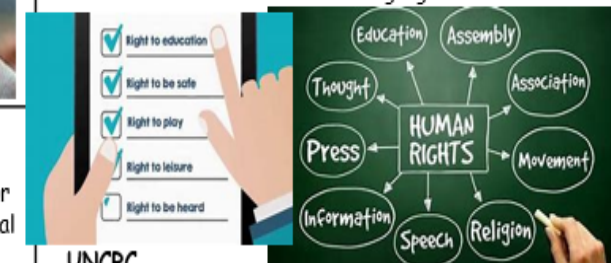 Right to education
Right to be safe
Right to play
Right to leisure
Right to be heard
Education
Assembly
Thought
Association
HUMAN
RIGHTS
Press
Movement
Information
Speech
Religion
r
al
UNCRC